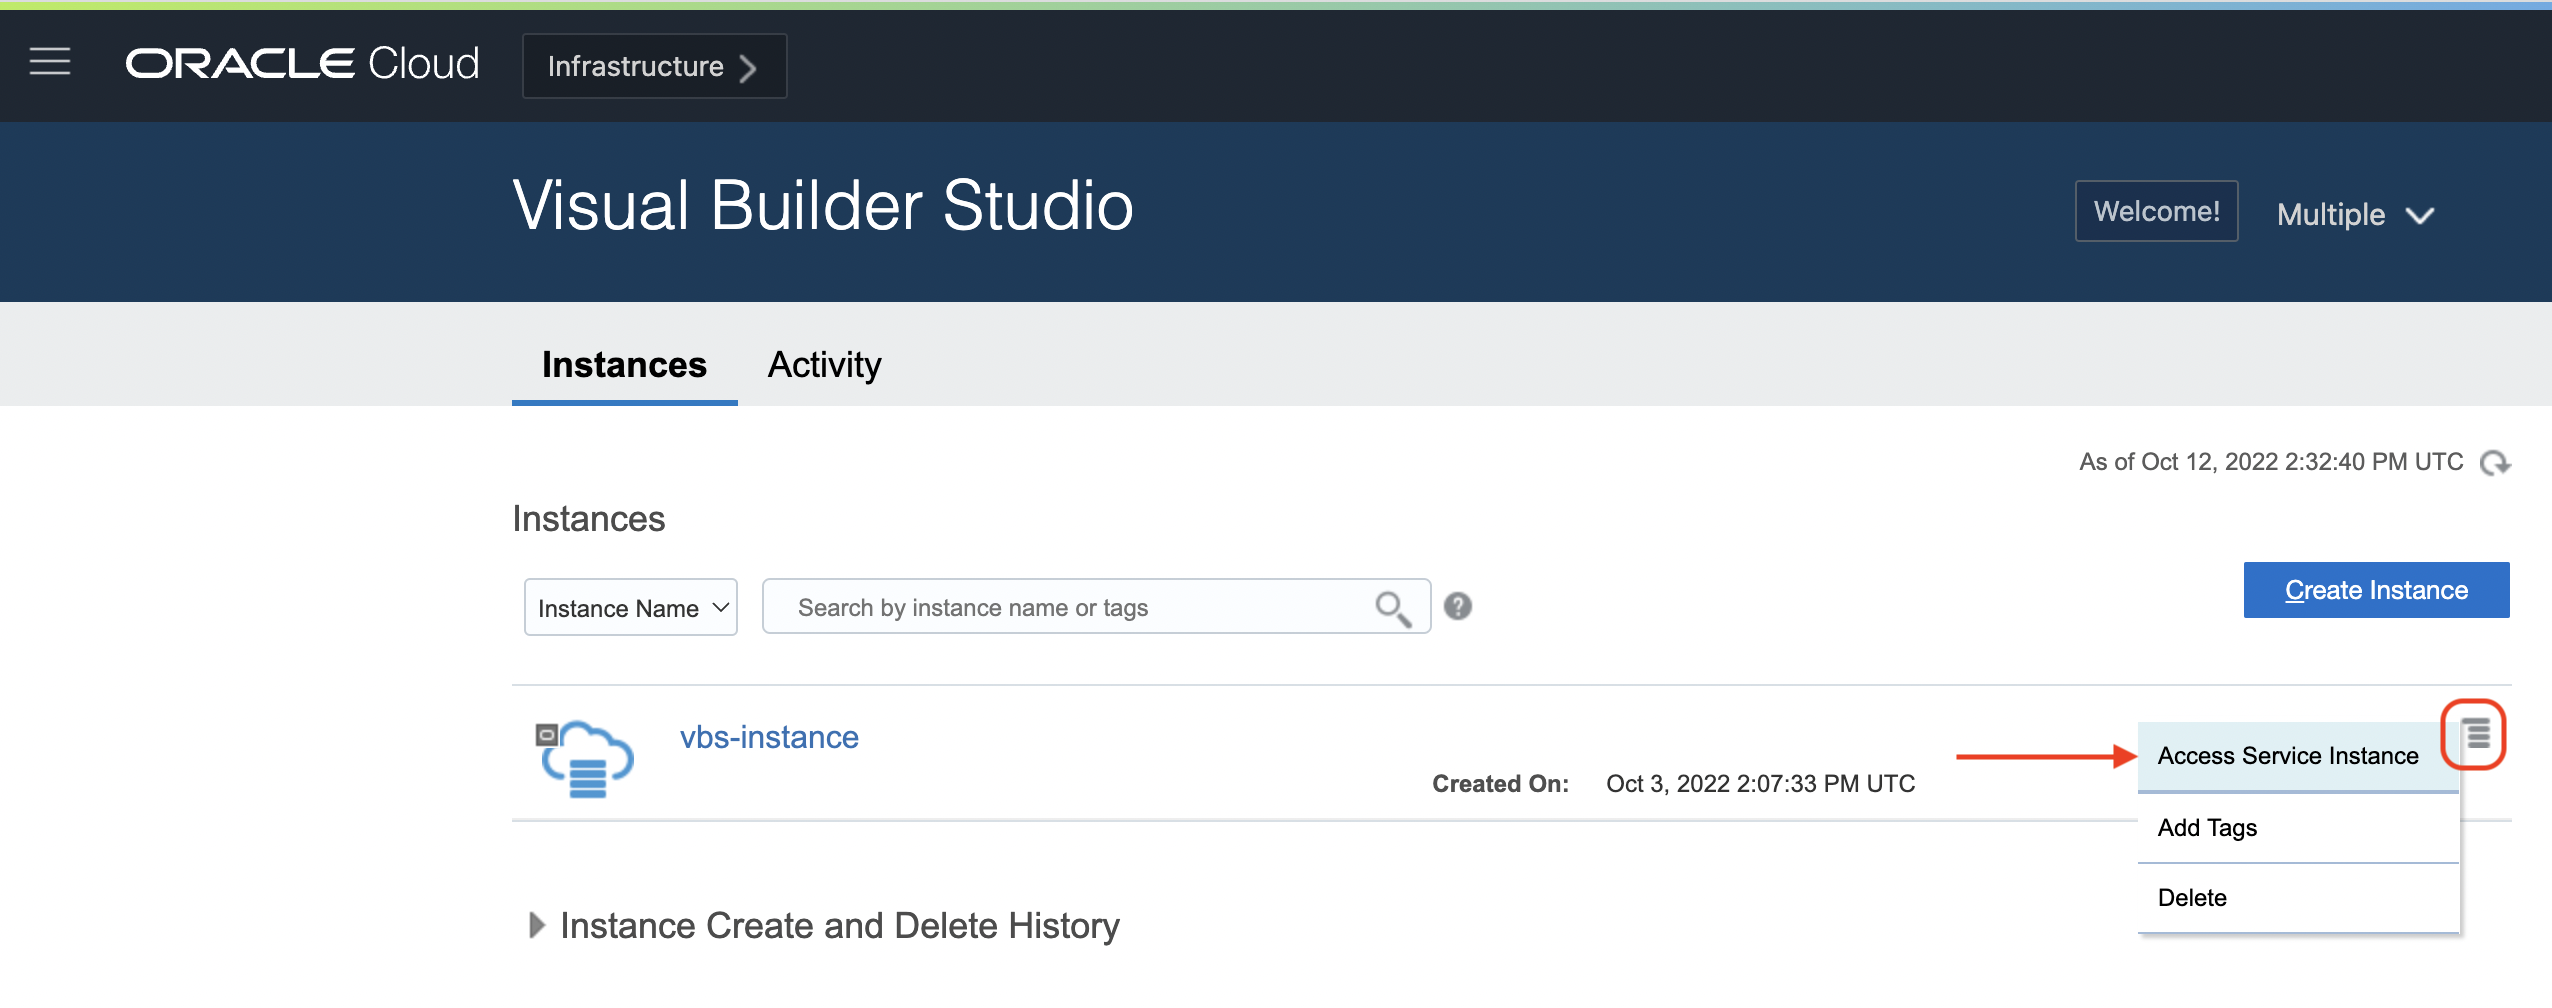 ORACLE Cloud
Infrastructure
Visual Builder Studio
Welcome!
Multiple
Instances
Activity
As of Oct 12, 2022 2:32:40 PM UTC
Instances
Instance Name
Search by instance name or tags
?
Create Instance
vbs-instance
Created On: Oct 3, 2022 2:07:33 PM UTC
Access Service Instance
Add Tags
Delete
Instance Create and Delete History